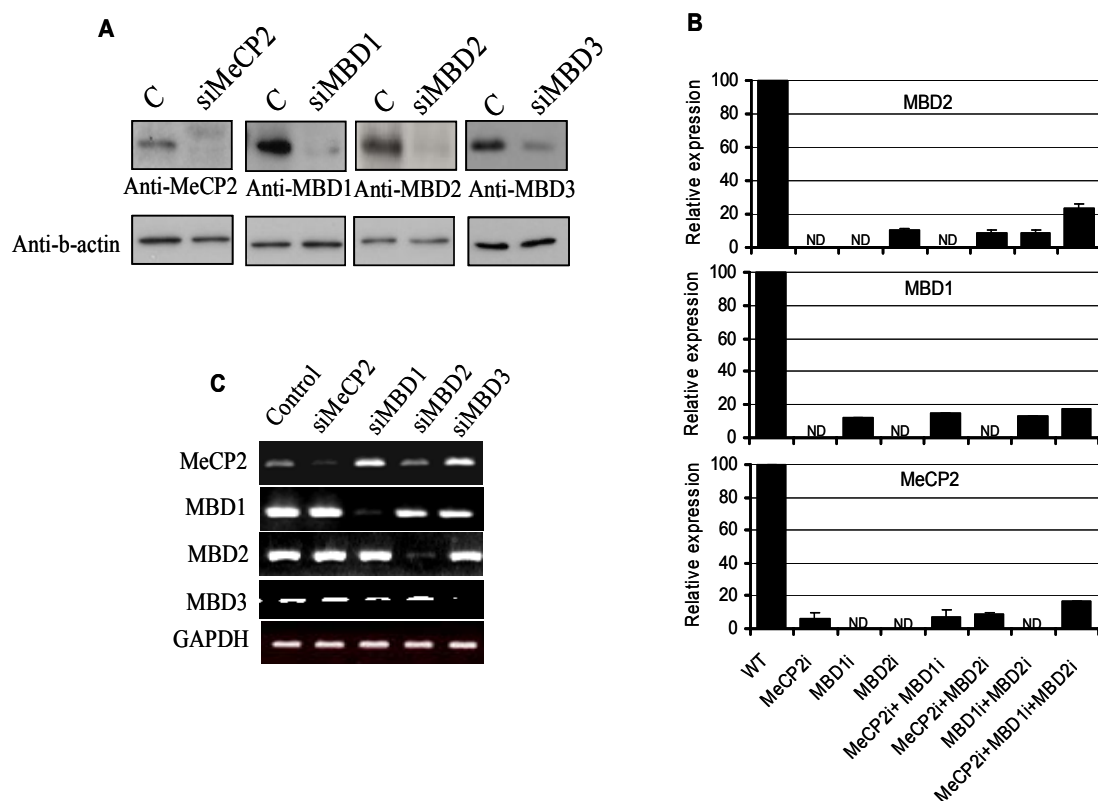 A
C siMeCP2 C siMBD1 C siMBD2 C siMBD3
Anti-MeCP2 Anti-MBD1 Anti-MBD2 Anti-MBD3
Anti-b-actin
B
Relative expression
100
80
60
40
20
0
MBD2
ND ND ND
Relative expression
100
80
60
40
20
0
MBD1
ND ND ND
Relative expression
100
80
60
40
20
0
MeCP2
ND ND ND
WT
MeCP2i
MBD1i
MBD2i
MeCP2i+ MBD1i
MeCP2i+MBD2i
MBD1i+MBD2i
MeCP2i+MBD1i+MBD2i
C
Control siMeCP2 siMBD1 siMBD2 siMBD3
MeCP2
MBD1
MBD2
MBD3
GAPDH